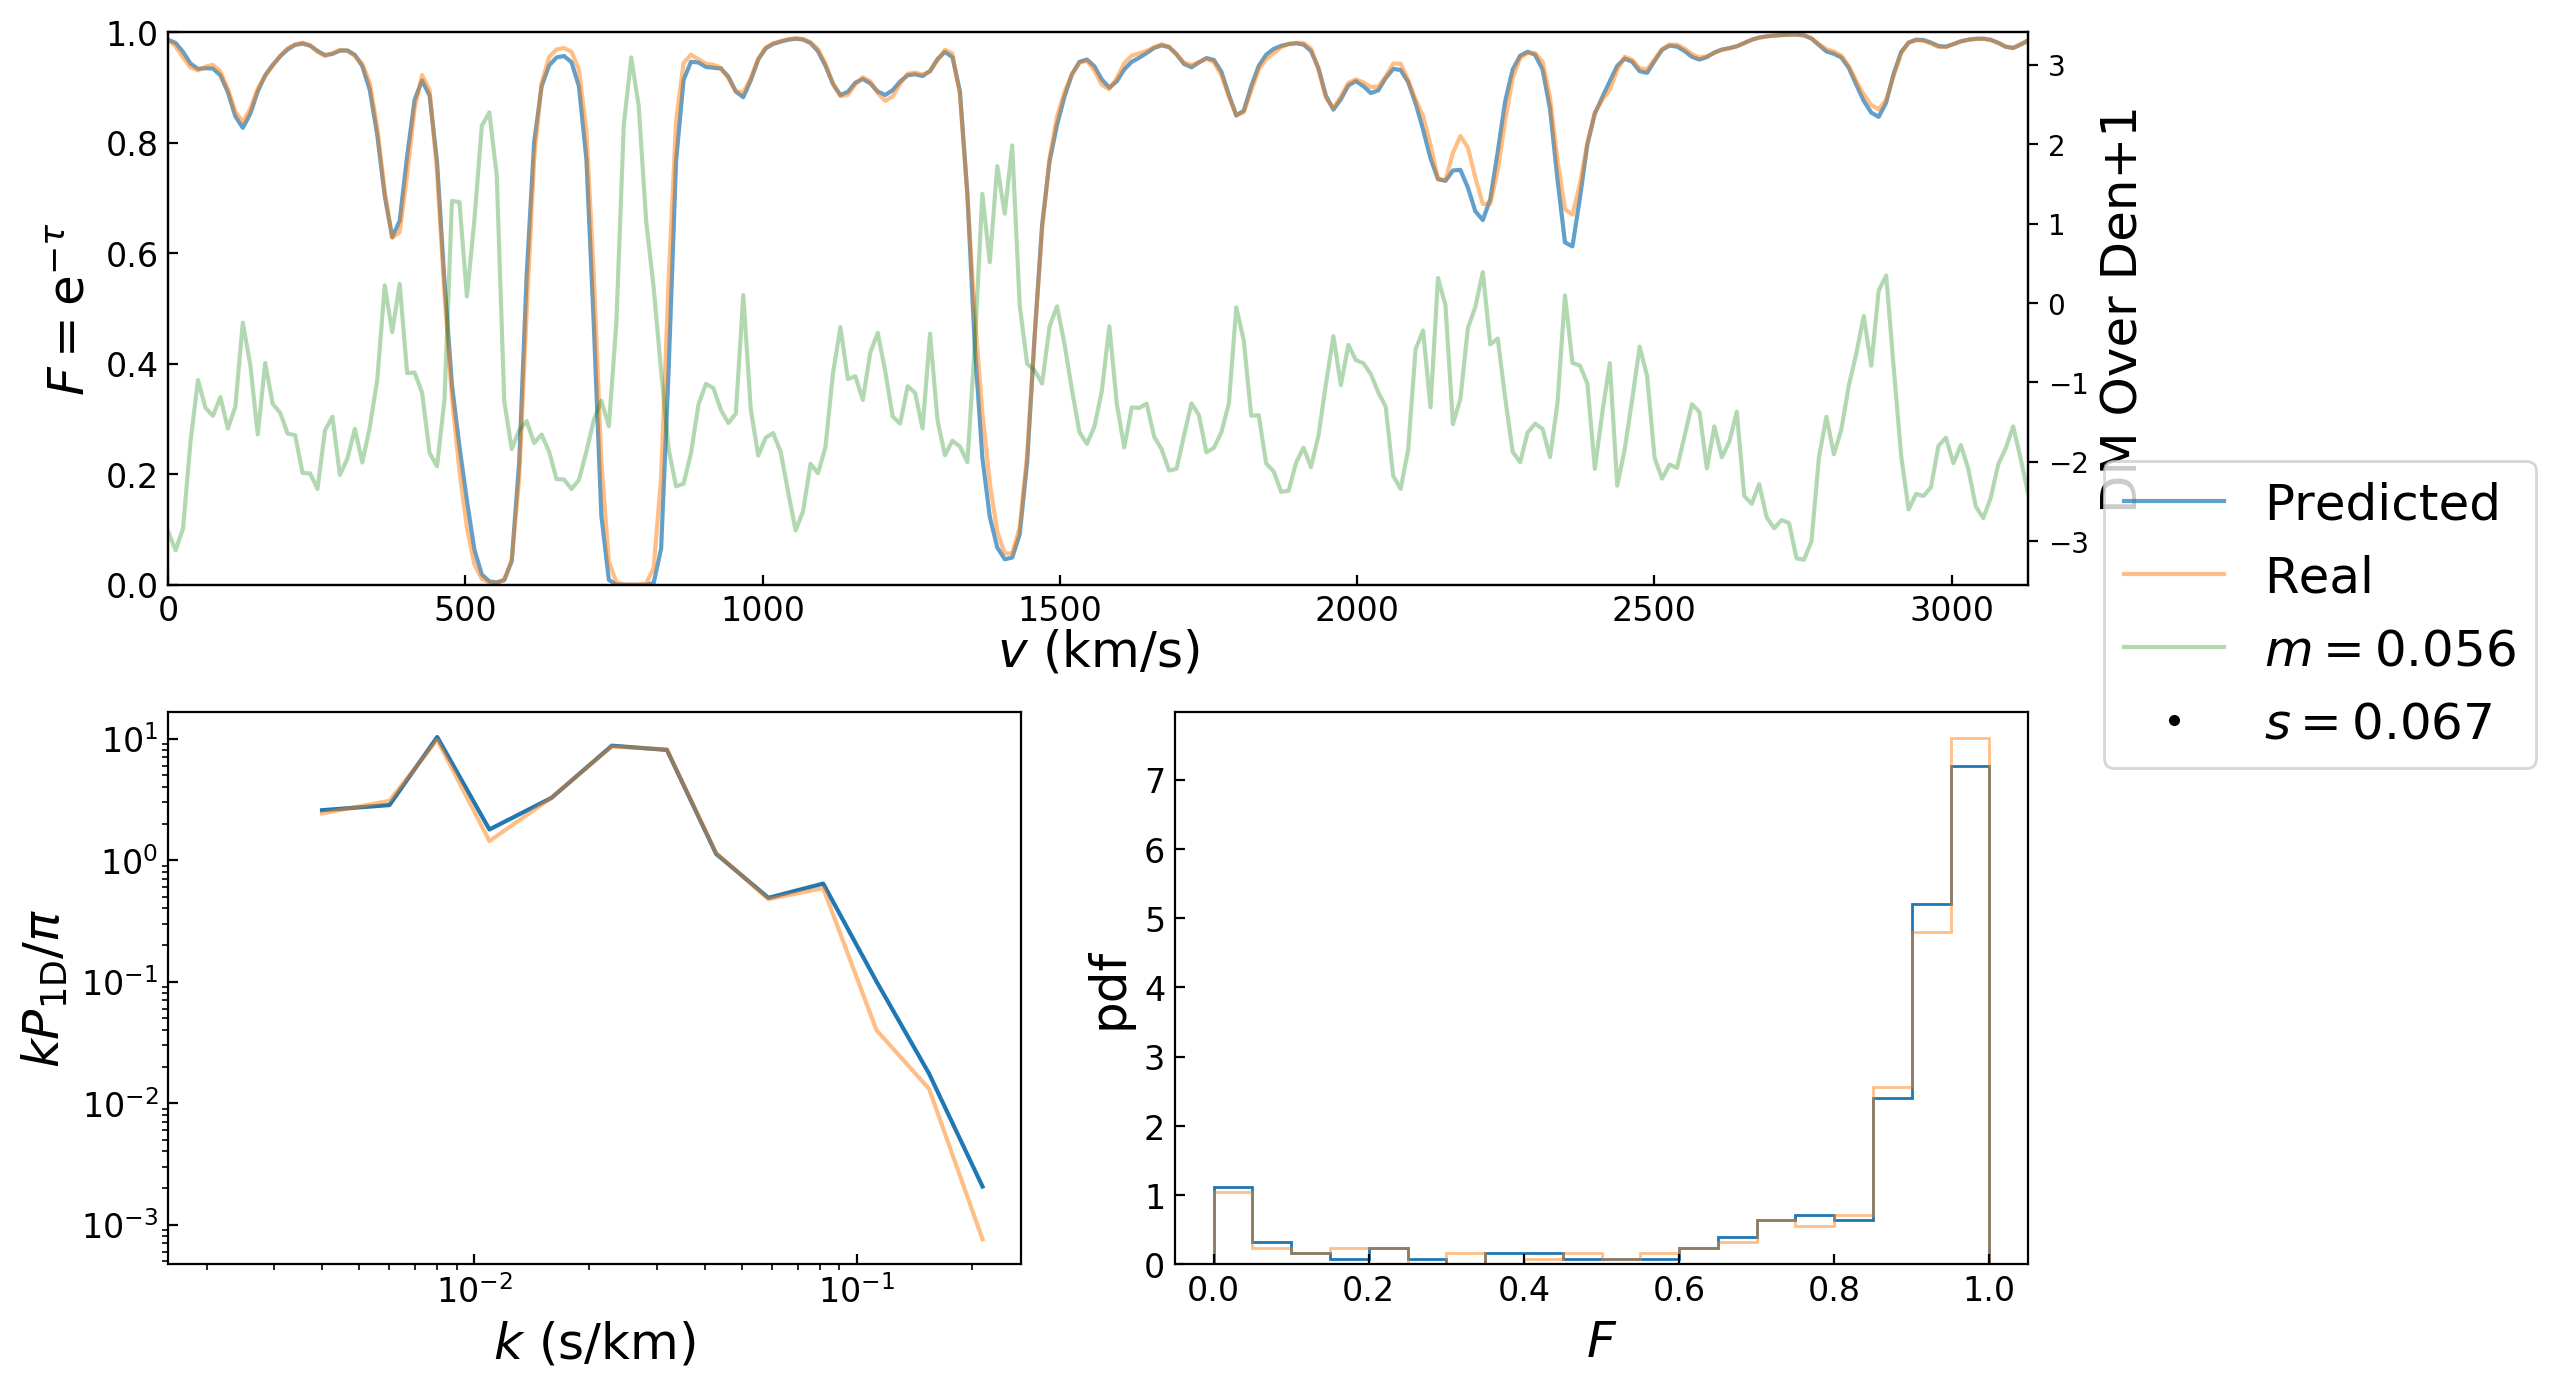 1.0
0.8
0.6
0.4
0.2
0.0
F = e^{−τ}
0 500 1000 1500 2000 2500 3000
v (km/s)
3
2
1
0
−1
−2
−3
DM Over Den+1
Predicted
Real
m = 0.056
s = 0.067
10^1
10^0
10^{−1}
10^{−2}
10^{−3}
kP_{1D}/π
10^{−2} 10^{−1}
k (s/km)
7
6
5
4
3
2
1
0
pdf
0.0 0.2 0.4 0.6 0.8 1.0
F